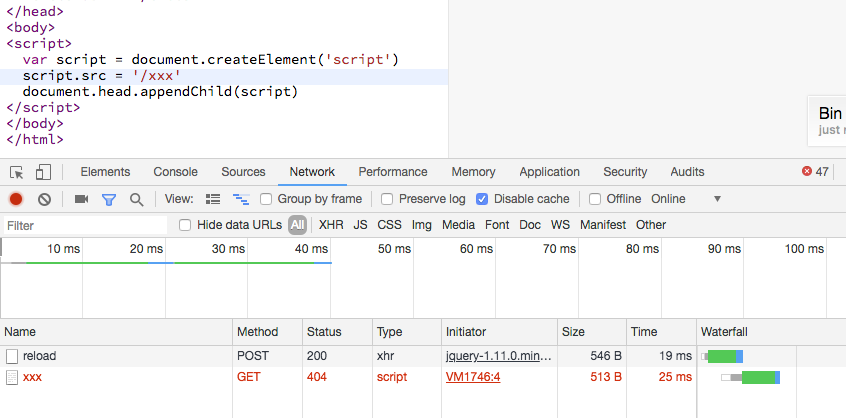 </head>
<body>
<script>
var script = document.createElement('script')
script.src = '/xxx'
document.head.appendChild(script)
</script>
</body>
</html>
Bin
just
Elements Console Sources Network Performance Memory Application Security Audits 47
View: Group by frame Preserve log Disable cache Offline Online
Filter Hide data URLs All XHR JS CSS Img Media Font Doc WS Manifest Other
10 ms 20 ms 30 ms 40 ms 50 ms 60 ms 70 ms 80 ms 90 ms 100 ms
Name Method Status Type Initiator Size Time Waterfall
reload POST 200 xhr jquery-1.11.0.min... 546 B 19 ms
xxx GET 404 script VM1746:4 513 B 25 ms